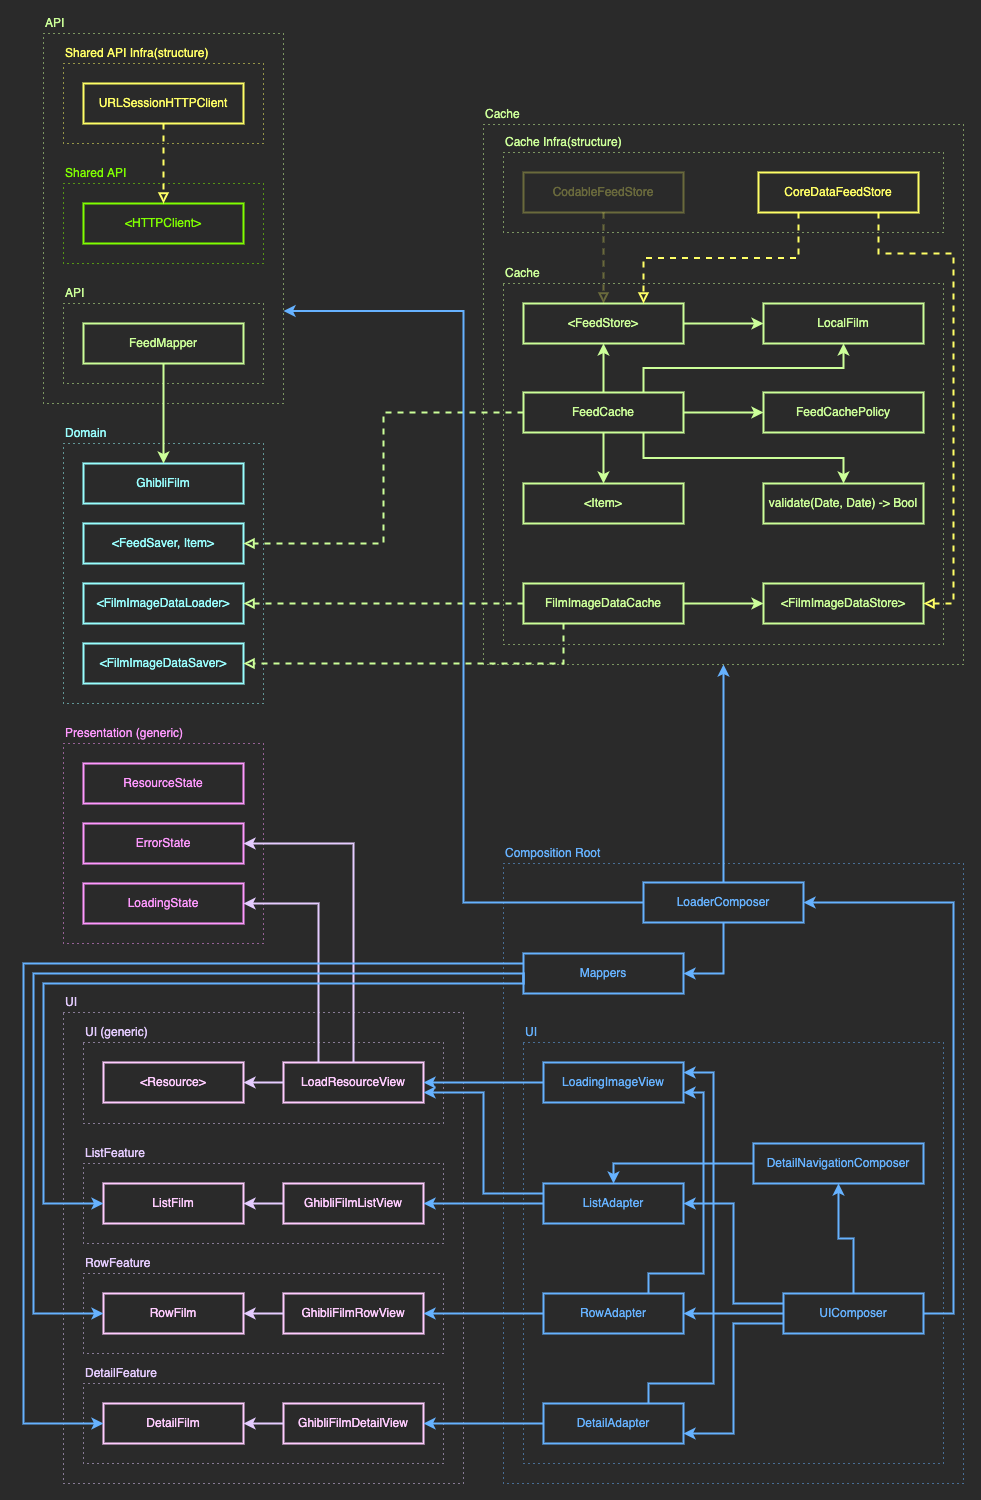 API
Shared API Infra(structure)
URLSessionHTTPClient
Shared API
<HTTPClient>
API
FeedMapper
Domain
GhibliFilm
<FeedSaver, Item>
<FilmImageDataLoader>
<FilmImageDataSaver>
Cache
Cache Infra(structure)
CodableFeedStore
CoreDataFeedStore
Cache
<FeedStore>
LocalFilm
FeedCache
FeedCachePolicy
<Item>
validate(Date, Date) -> Bool
FilmImageDataCache
<FilmImageDataStore>
Presentation (generic)
ResourceState
ErrorState
LoadingState
Composition Root
LoaderComposer
Mappers
UI
UI (generic)
<Resource>
LoadResourceView
ListFeature
ListFilm
GhibliFilmListView
RowFeature
RowFilm
GhibliFilmRowView
DetailFeature
DetailFilm
GhibliFilmDetailView
UI
LoadingImageView
DetailNavigationComposer
ListAdapter
RowAdapter
UIComposer
DetailAdapter